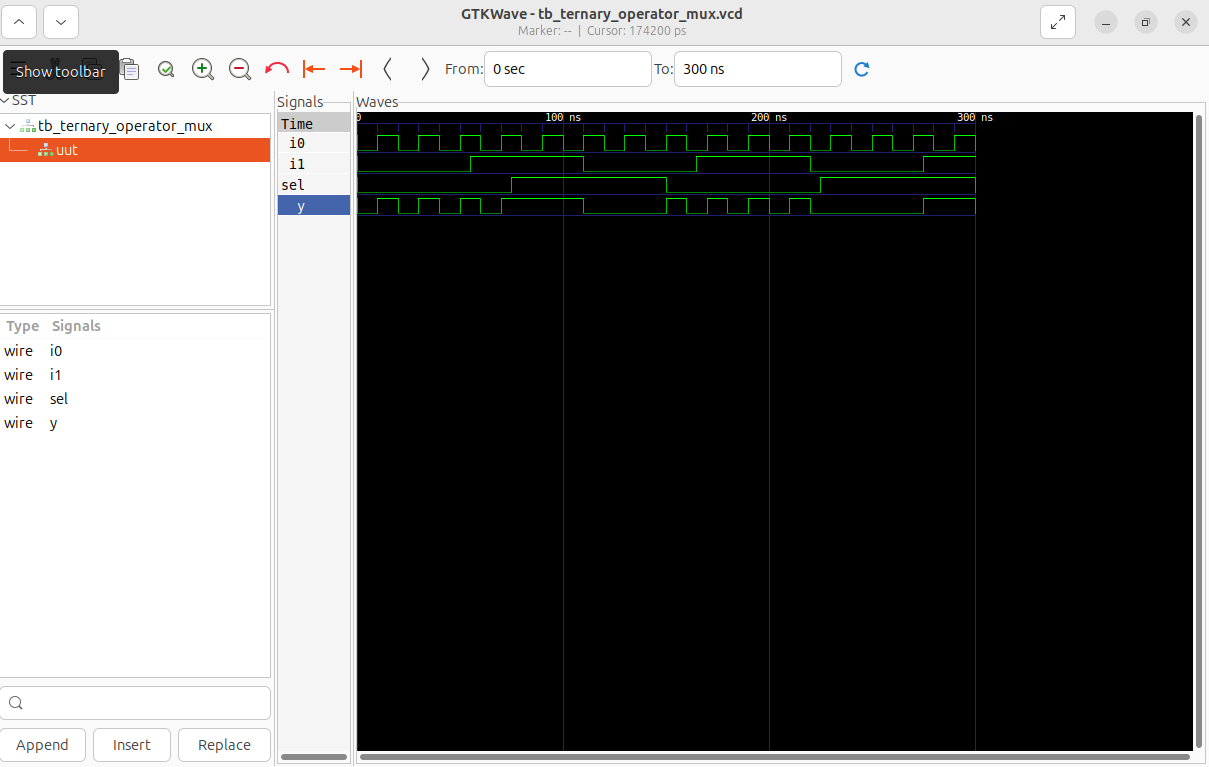 GTKWave - tb_ternary_operator_mux.vcd
Marker: -- | Cursor: 174200 ps
Show toolbar
From: 0 sec To: 300 ns
SST
tb_ternary_operator_mux
uut
Type Signals
wire i0
wire i1
wire sel
wire y
Append Insert Replace
Signals
Time
i0
i1
sel
y
Waves
0 100 ns 200 ns 300 ns